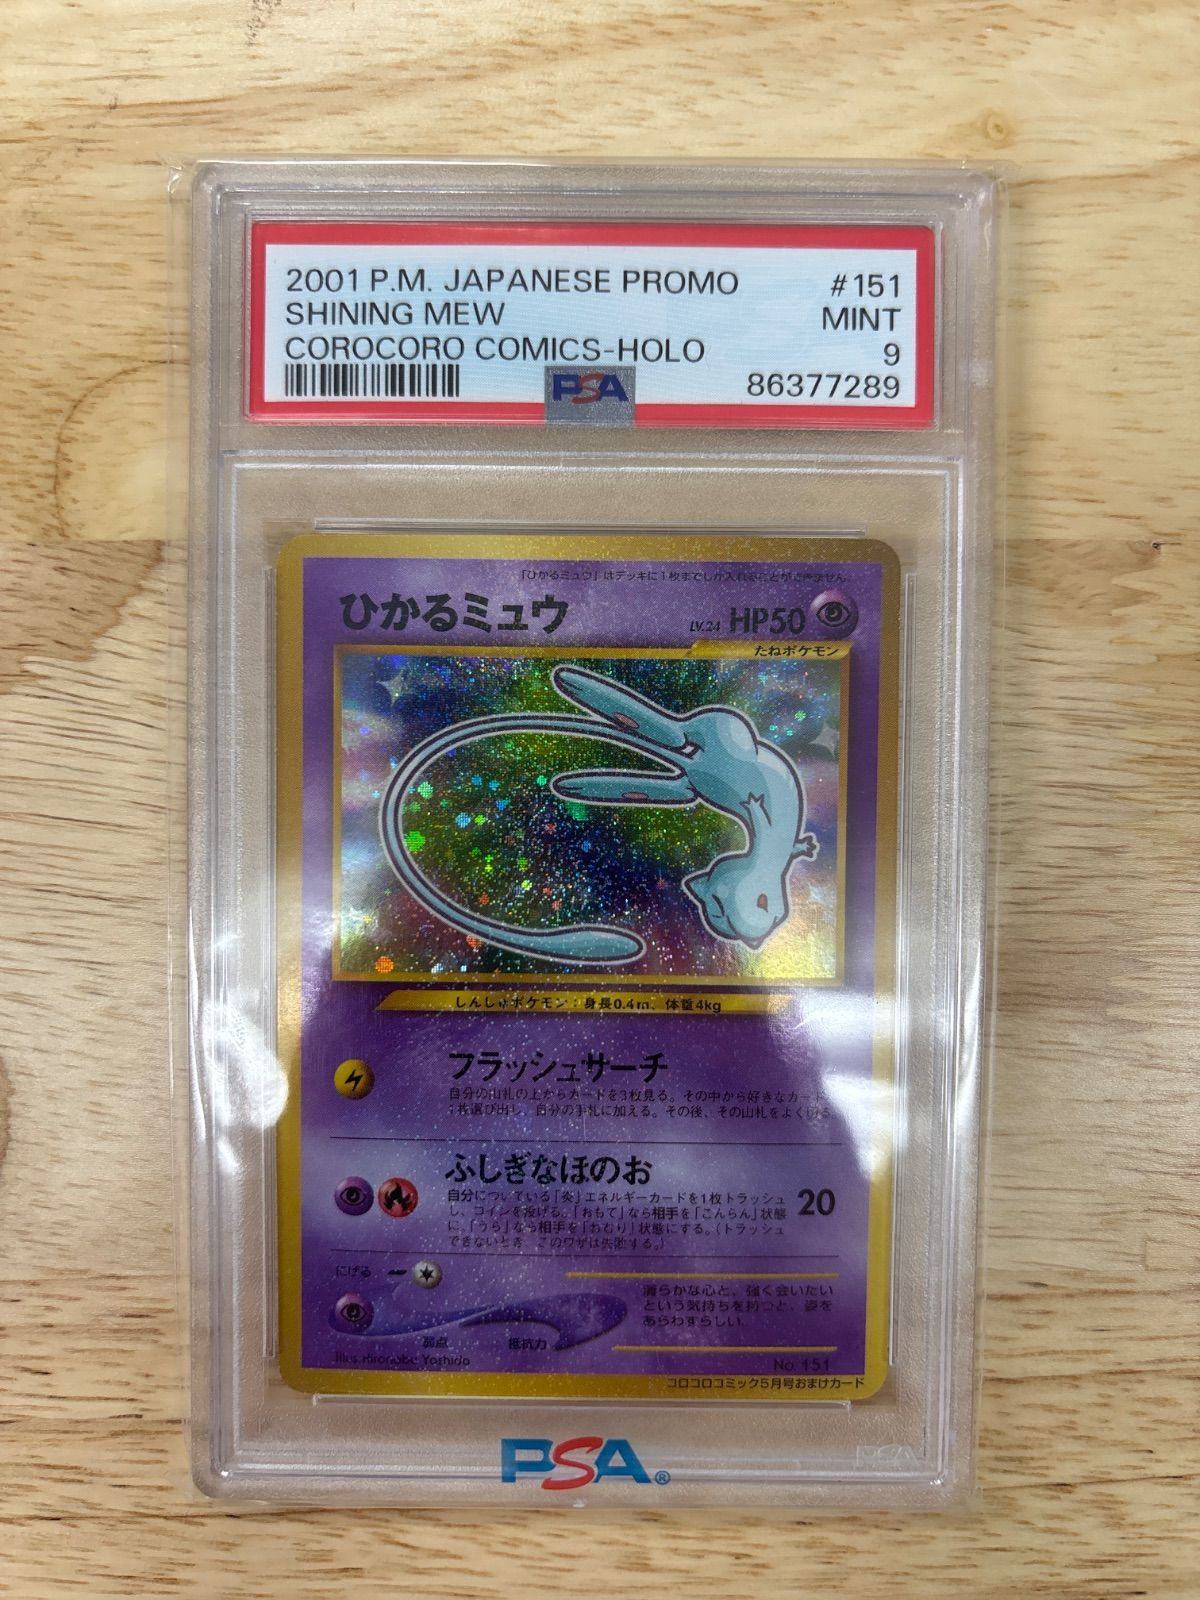 2001 P.M. JAPANESE PROMO #151
SHINING MEW MINT
COROCORO COMICS-HOLO 9
PSA 86377289
「ひかるミュウ」はデッキに1枚までしか入れることができません
ひかるミュウ LV.24 HP50
たねポケモン
しんしゅポケモン:身長0.4m、体重4kg
フラッシュサーチ
自分の山札の上からカードを3枚見る。その中から好きなカード
1枚選び出し、自分の手札に加える。その後、その山札をよく切る
ふしぎなほのお 20
自分についている「炎」エネルギーカードを1枚トラッシュ
し、コインを投げる。「おもて」なら相手を「こんらん」状態
に、「うら」なら相手を「ねむり」状態にする。(トラッシュ
できないとき、このワザは失敗する。)
にげる
清らかな心と、強く会いたい
という気持ちを持つと、姿を
あらわすらしい。
弱点 抵抗力
Illus. Hironobu Yoshida No. 151
コロコロコミック5月号おまけカード
PSA®
PSA